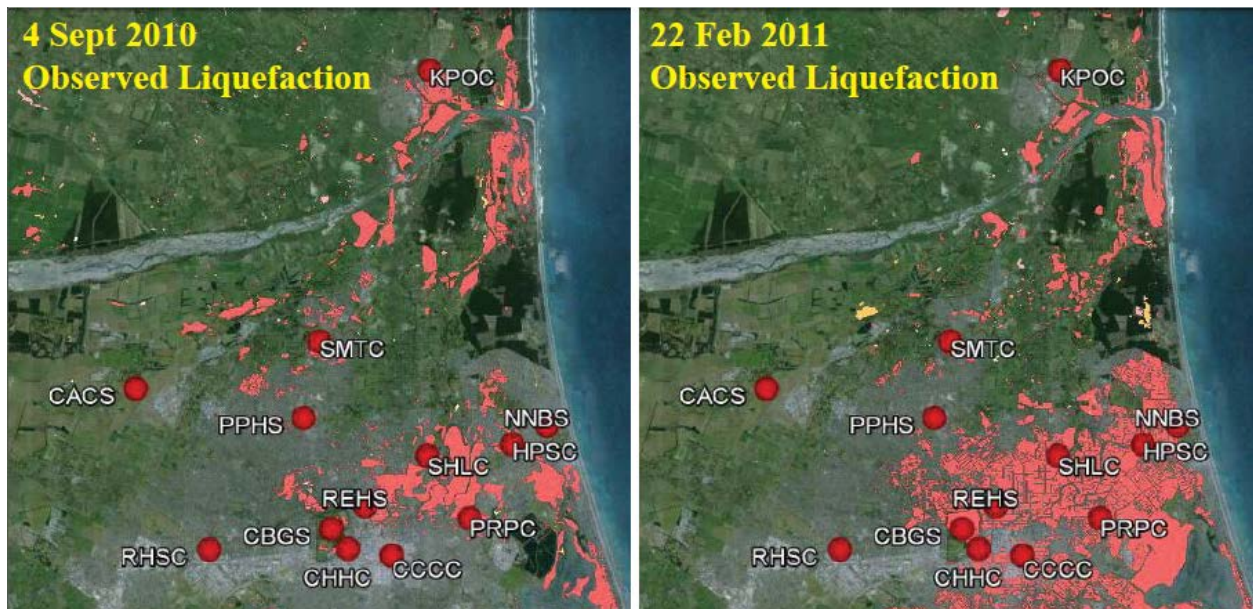 4 Sept 2010
Observed Liquefaction
KPOC
SMTC
CACS
PPHS
NNBS
HPSC
SHLC
REHS
PRPC
CBGS
RHSC
CHHC
CCCC
22 Feb 2011
Observed Liquefaction
KPOC
SMTC
CACS
PPHS
NNBS
HPSC
SHLC
REHS
PRPC
CBGS
RHSC
CHHC
CCCC